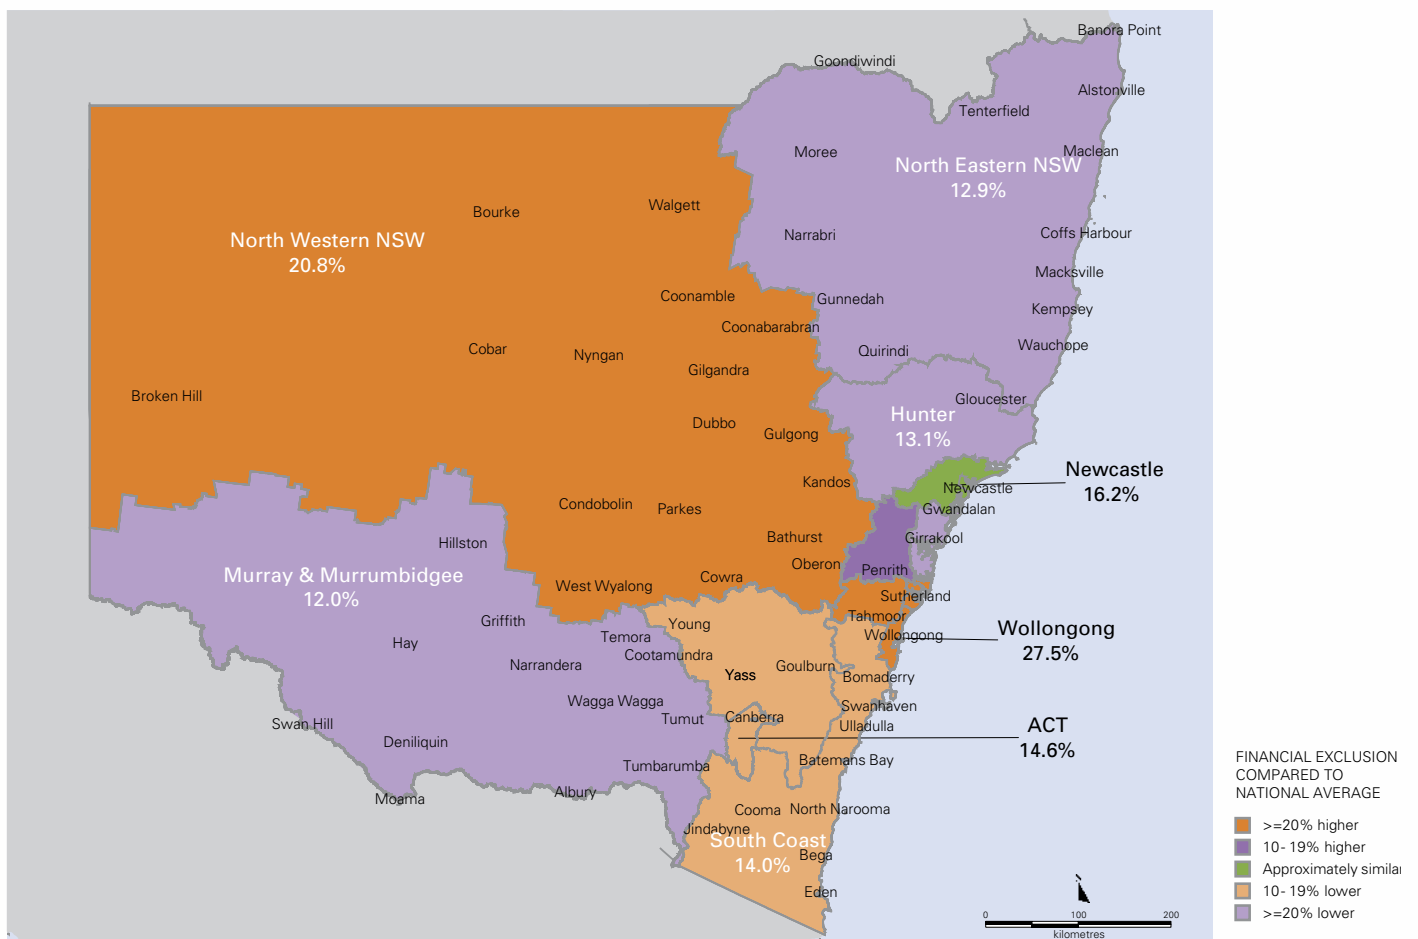 Banora Point
Goondiwindi
Alstonville
Tenterfield
Moree
Maclean
North Eastern NSW
12.9%
Bourke
Walgett
North Western NSW
20.8%
Narrabri
Coffs Harbour
Macksville
Coonamble
Gunnedah
Kempsey
Coonabarabran
Cobar
Nyngan
Quirindi
Wauchope
Gilgandra
Broken Hill
Gloucester
Hunter
13.1%
Dubbo
Gulgong
Newcastle
16.2%
Kandos
Newcastle
Condobolin
Parkes
Gwandalan
Bathurst
Girrakool
Hillston
Oberon
Penrith
Murray & Murrumbidgee
12.0%
West Wyalong
Cowra
Sutherland
Tahmoor
Griffith
Young
Wollongong
Wollongong
27.5%
Temora
Hay
Cootamundra
Narrandera
Goulburn
Yass
Bomaderry
Wagga Wagga
Swanhaven
Tumut
Canberra
Ulladulla
ACT
14.6%
Swan Hill
Deniliquin
Tumbarumba
Batemans Bay
Moama
Albury
Cooma
North Narooma
Jindabyne
South Coast
14.0%
Bega
Eden
FINANCIAL EXCLUSION
COMPARED TO
NATIONAL AVERAGE
>=20% higher
10- 19% higher
Approximately similar
10- 19% lower
>=20% lower
0 100 200
kilometres